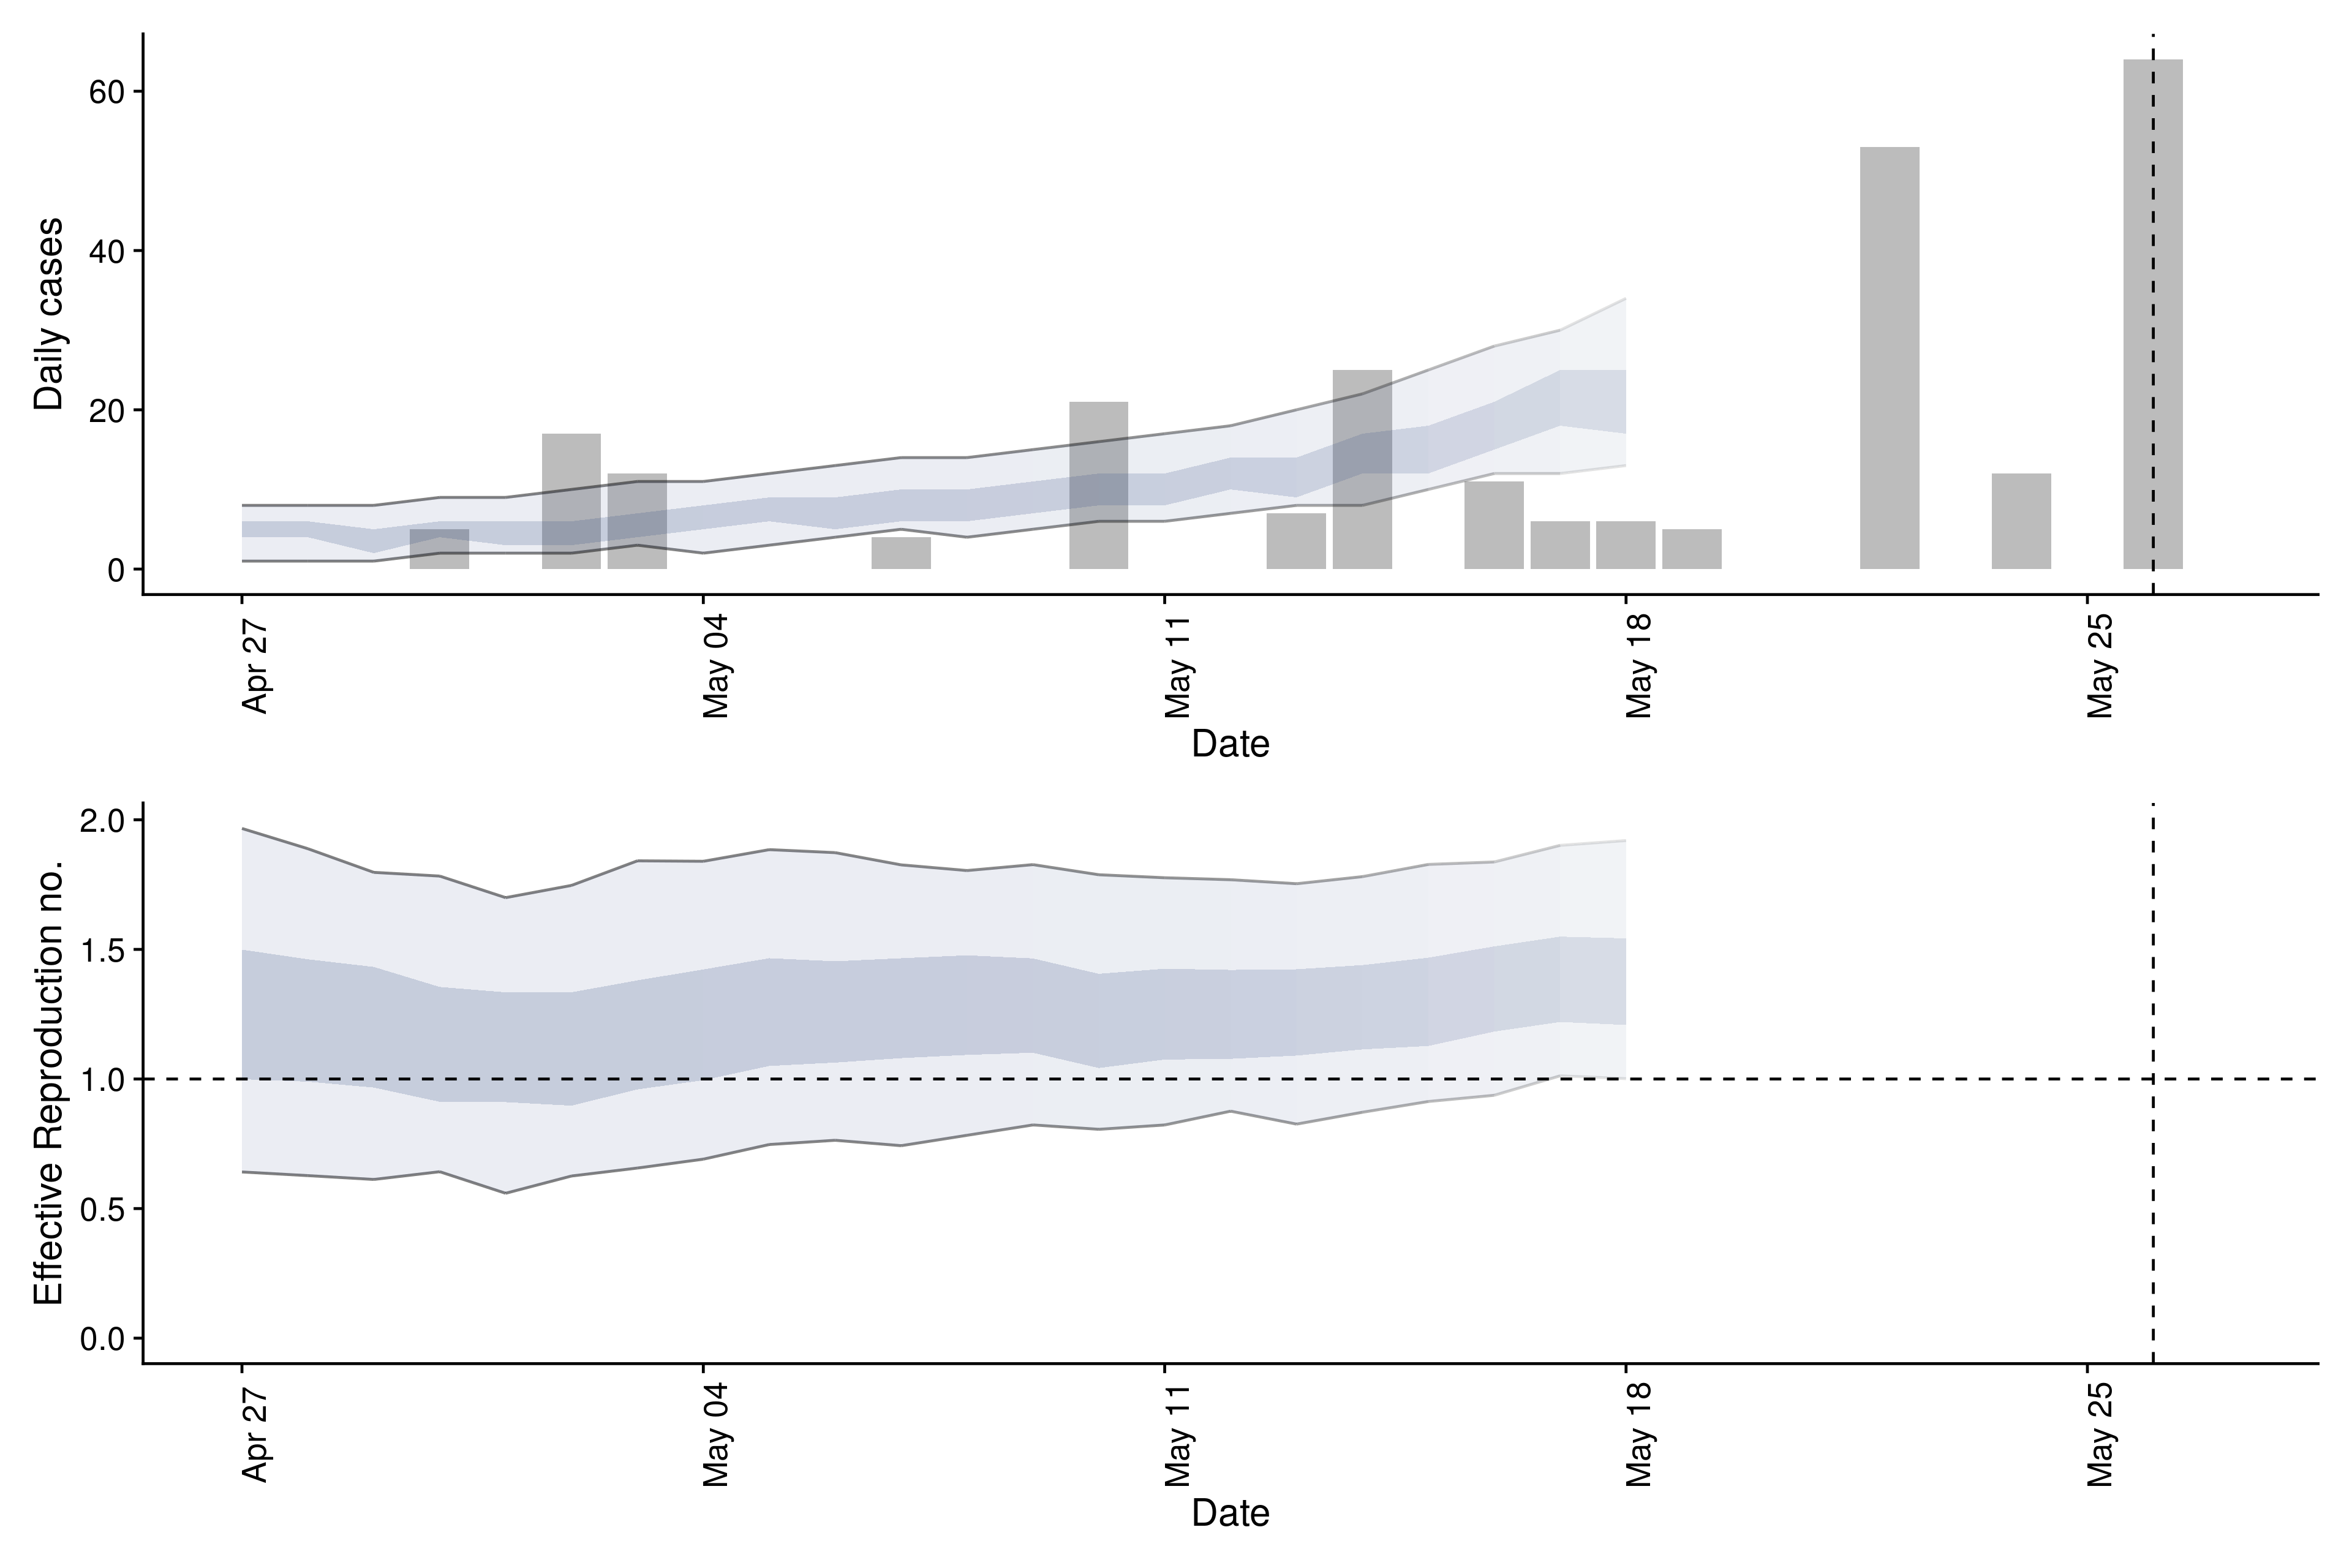 Daily cases
60
40
20
0
Apr 27
May 04
May 11
May 18
May 25
Date
Effective Reproduction no.
2.0
1.5
1.0
0.5
0.0
Apr 27
May 04
May 11
May 18
May 25
Date